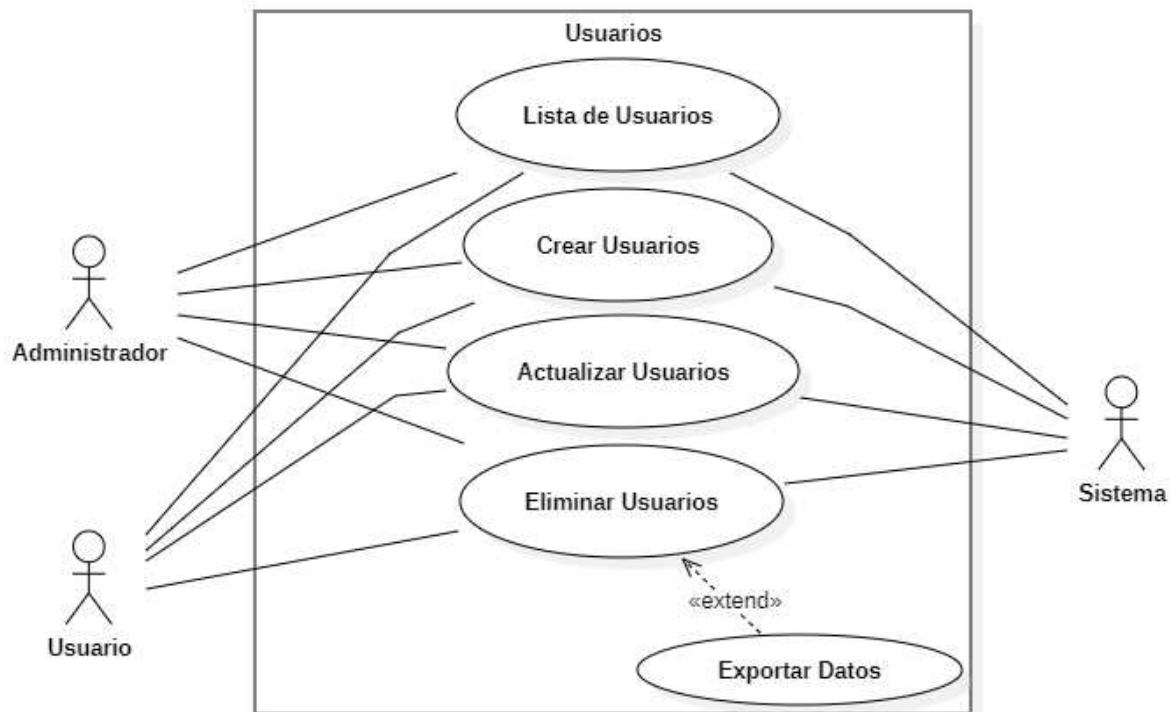 Usuarios
Lista de Usuarios
Crear Usuarios
Administrador
Actualizar Usuarios
Eliminar Usuarios
Sistema
«extend»
Usuario
Exportar Datos